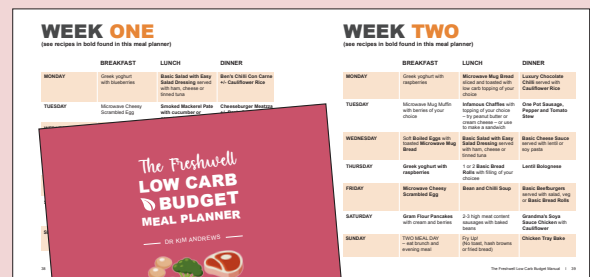 WEEK ONE
(see recipes in bold found in this meal planner)
BREAKFAST LUNCH DINNER
MONDAY Greek yoghurt Basic Salad with Easy Ben's Chilli Con Carne
with blueberries Salad Dressing served +/- Cauliflower Rice
with ham, cheese or
tinned tuna
TUESDAY Microwave Cheesy Smoked Mackerel Pate Cheeseburger Meatza
Scrambled Egg with cucumber or
The Freshwell
LOW CARB
BUDGET
MEAL PLANNER
DR KIM ANDREWS
38
WEEK TWO
(see recipes in bold found in this meal planner)
BREAKFAST LUNCH DINNER
MONDAY Greek yoghurt with Microwave Mug Bread Luxury Chocolate
raspberries sliced and toasted with Chilli served with
low carb topping of your Cauliflower Rice
choice
TUESDAY Microwave Mug Muffin Infamous Chaffles with One Pot Sausage,
with berries of your topping of your choice Pepper and Tomato
choice – try peanut butter or Stew
cream cheese – or use
to make a sandwich
WEDNESDAY Soft Boiled Eggs with Basic Salad with Easy Basic Cheese Sauce
toasted Microwave Mug Salad Dressing served served with lentil or
Bread with ham, cheese or soy pasta
tinned tuna
THURSDAY Greek yoghurt with 1 or 2 Basic Bread Lentil Bolognese
raspberries Rolls with filling of your
choices
FRIDAY Microwave Cheesy Bean and Chilli Soup Basic BeeBurgers
Scrambled Egg served with salad, veg
or Basic Bread Rolls
SATURDAY Gram Flour Pancakes 2-3 high meat content Grandma's Soya
with cream and berries sausages with baked Sauce Chicken with
beans Cauliflower
SUNDAY TWO MEAL DAY Fry Up! Chicken Tray Bake
– eat brunch and (No toast, hash browns
evening meal or fried bread)
The Freshwell Low Carb Budget Manual | 39